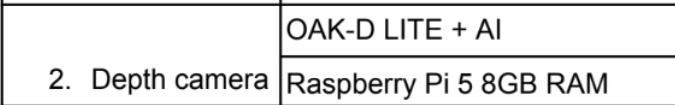 OAK-D LITE + AI
2. Depth camera
Raspberry Pi 5 8GB RAM